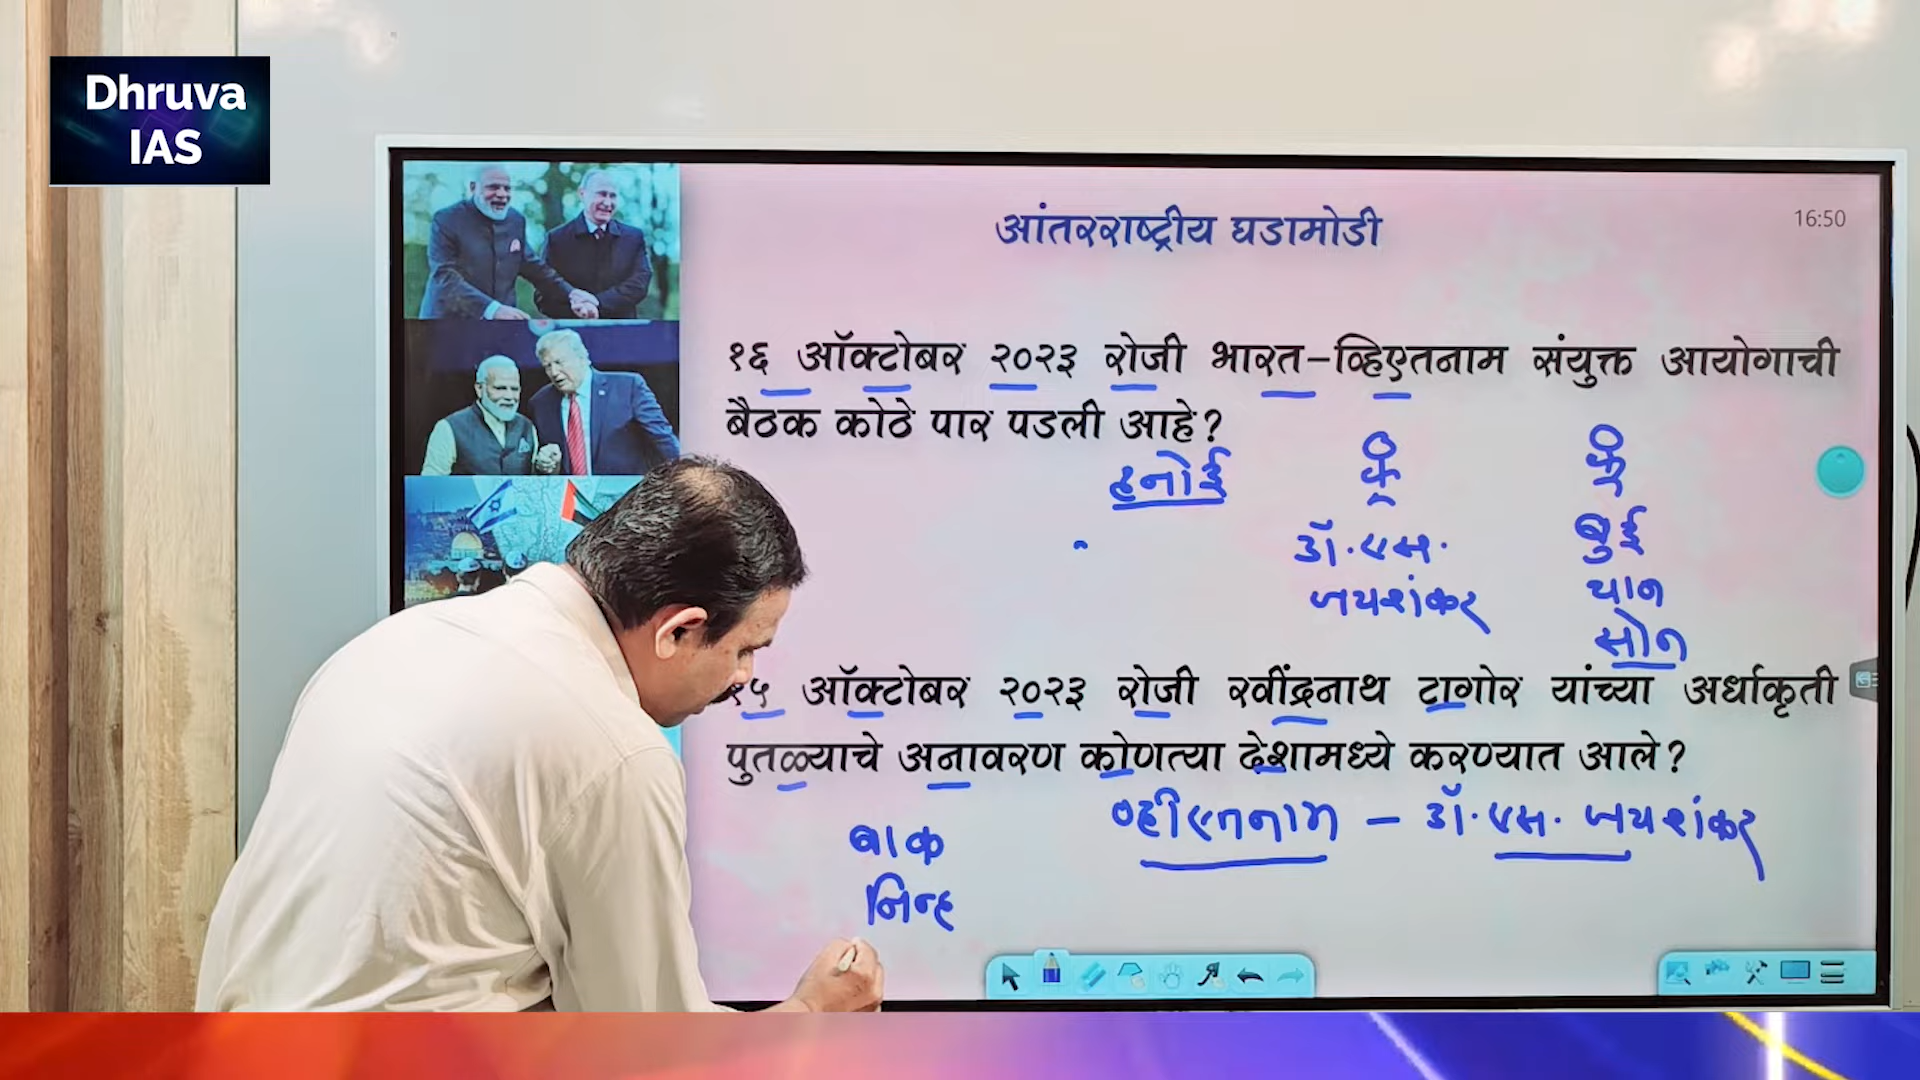 Dhruva
IAS
आंतरराष्ट्रीय घडामोडी
16:50
१६ ऑक्टोबर २०२३ रोजी भारत-व्हिएतनाम संयुक्त आयोगाची
बैठक कोठे पार पडली आहे?
हनोई
डॉ. एस.
जयशंकर
बुई
थान
सोन
१५ ऑक्टोबर २०२३ रोजी रवींद्रनाथ टागोर यांच्या अर्धाकृती
पुतळ्याचे अनावरण कोणत्या देशामध्ये करण्यात आले?
व्हीएतनाम - डॉ. एस. जयशंकर
बाक
निन्ह